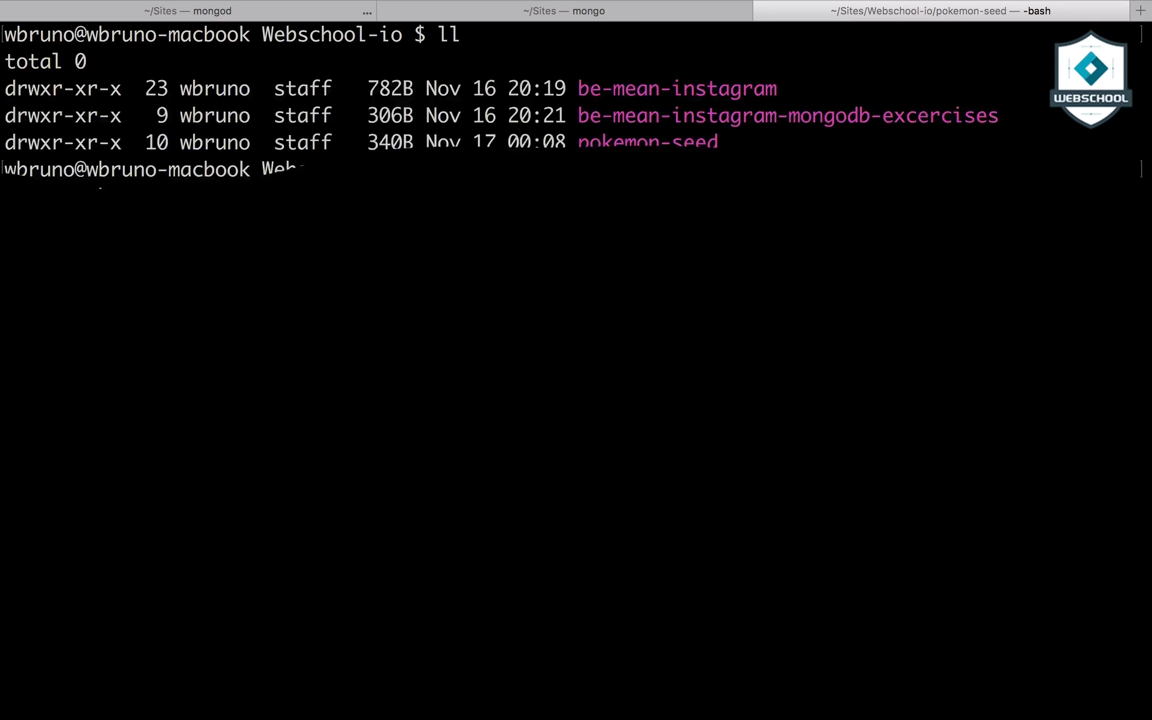 ~/Sites — mongod ... ~/Sites — mongo ~/Sites/Webschool-io/pokemon-seed — -bash +
wbruno@wbruno-macbook Webschool-io $ ll
total 0
drwxr-xr-x 23 wbruno staff 782B Nov 16 20:19 be-mean-instagram
drwxr-xr-x 9 wbruno staff 306B Nov 16 20:21 be-mean-instagram-mongodb-excercises
drwxr-xr-x 10 wbruno staff 340B Nov 17 00:08 pokemon-seed
wbruno@wbruno-macbook Web
WEBSCHOOL